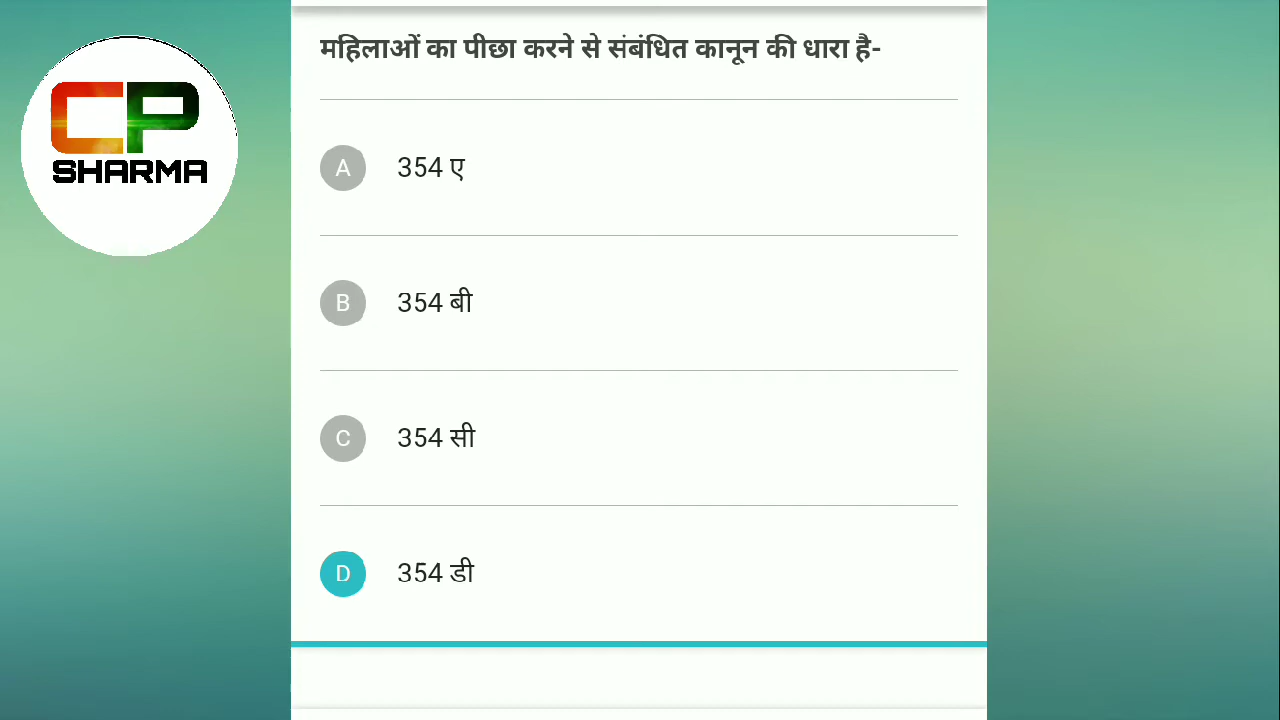 CP
SHARMA
महिलाओं का पीछा करने से संबंधित कानून की धारा है-
A 354 ए
B 354 बी
C 354 सी
D 354 डी